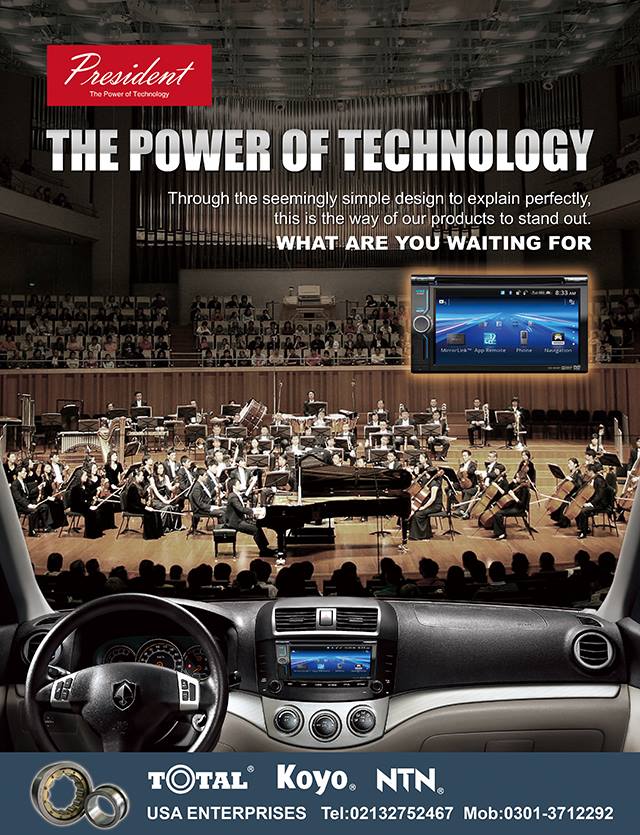 President
The Power of Technology
THE POWER OF TECHNOLOGY
Through the seemingly simple design to explain perfectly,
this is the way of our products to stand out.
WHAT ARE YOU WAITING FOR
8:33 AM
MirrorLink™ App Remote Phone Navigation
TOTAL® Koyo® NTN®
USA ENTERPRISES Tel:02132752467 Mob:0301-3712292